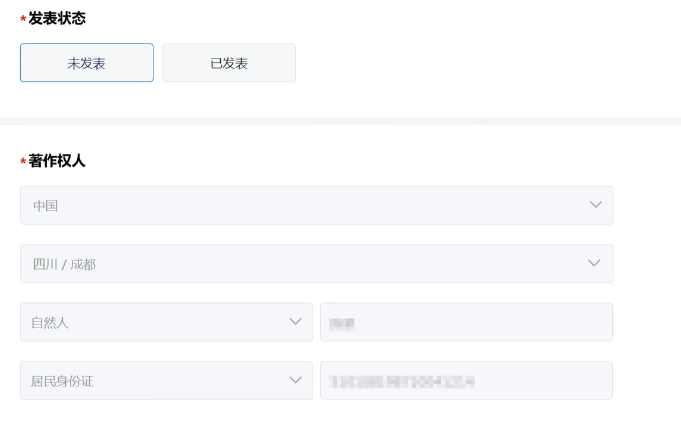 *发表状态
未发表
已发表
*著作权人
中国
四川 / 成都
自然人
居民身份证